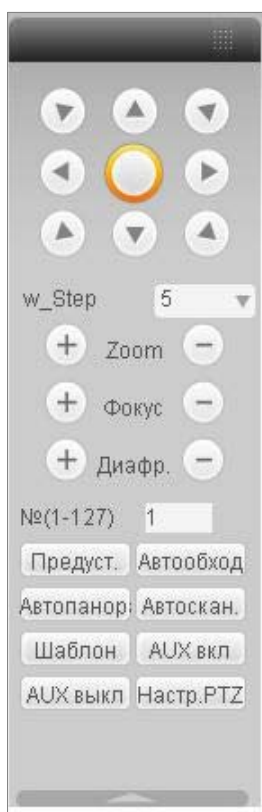 w_Step 5
+ Zoom −
+ Фокус −
+ Диафр. −
№(1-127) 1
Предуст. Автообход
Автопанора Автоскан.
Шаблон AUX вкл
AUX выкл Настр.PTZ